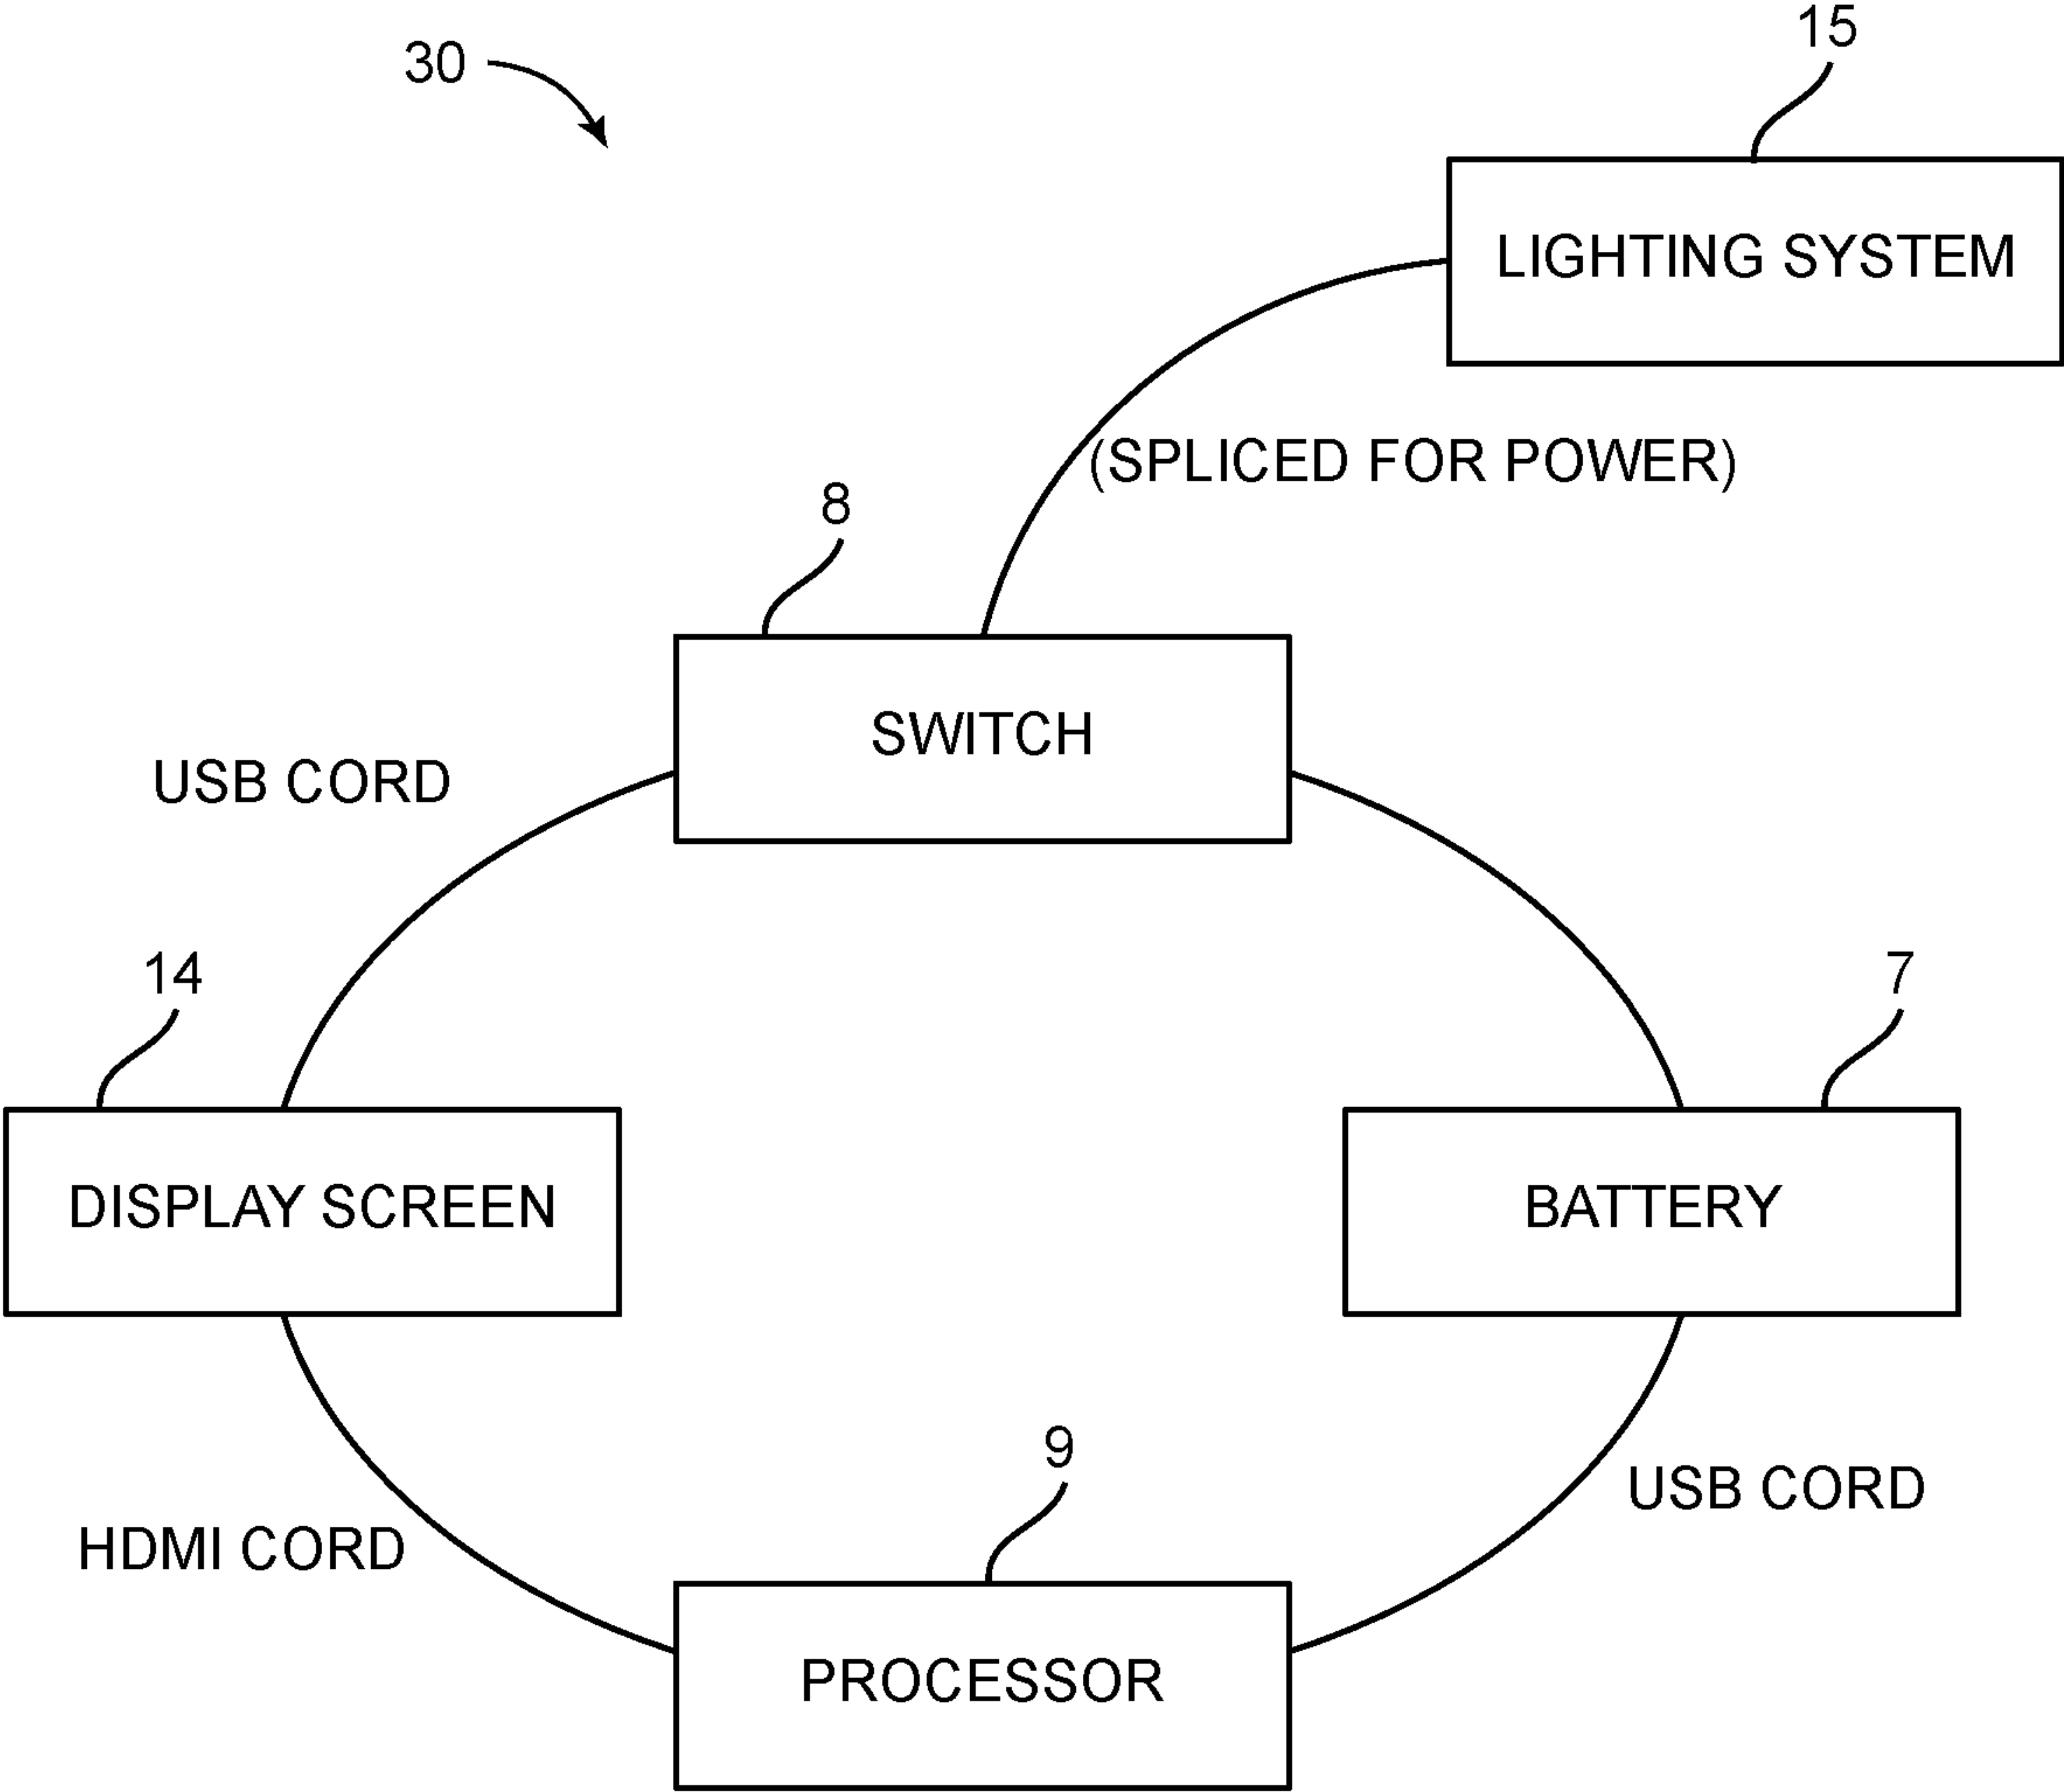 15
30
LIGHTING SYSTEM
(SPLICED FOR POWER)
8
SWITCH
USB CORD
14
7
DISPLAY SCREEN
BATTERY
9
USB CORD
HDMI CORD
PROCESSOR